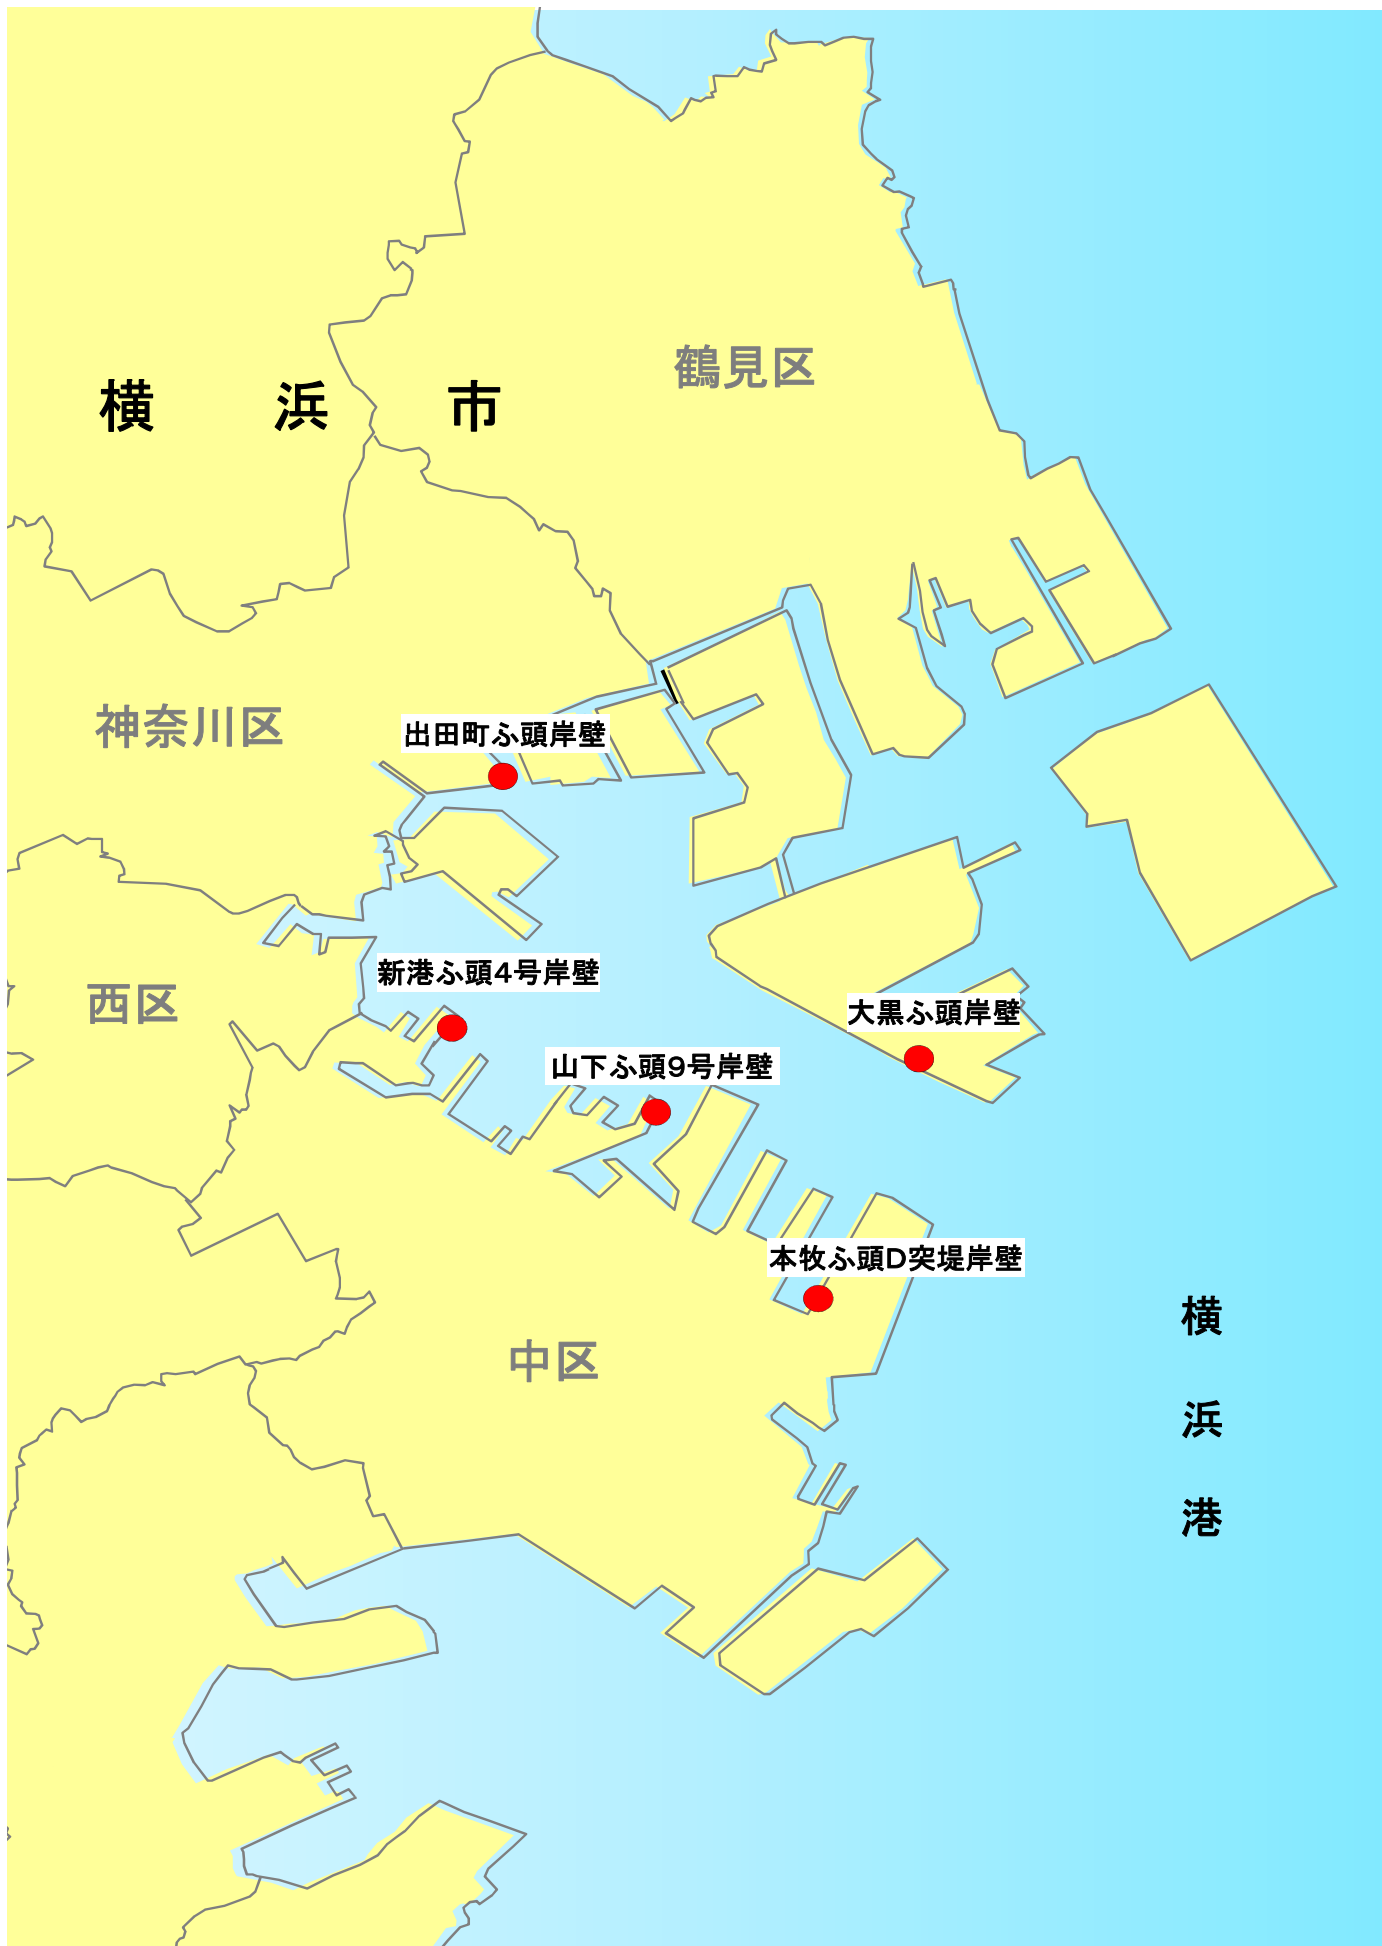 鶴見区
横浜市
神奈川区
出田町ふ頭岸壁
新港ふ頭4号岸壁
西区
大黒ふ頭岸壁
山下ふ頭9号岸壁
本牧ふ頭D突堤岸壁
中区
横浜港